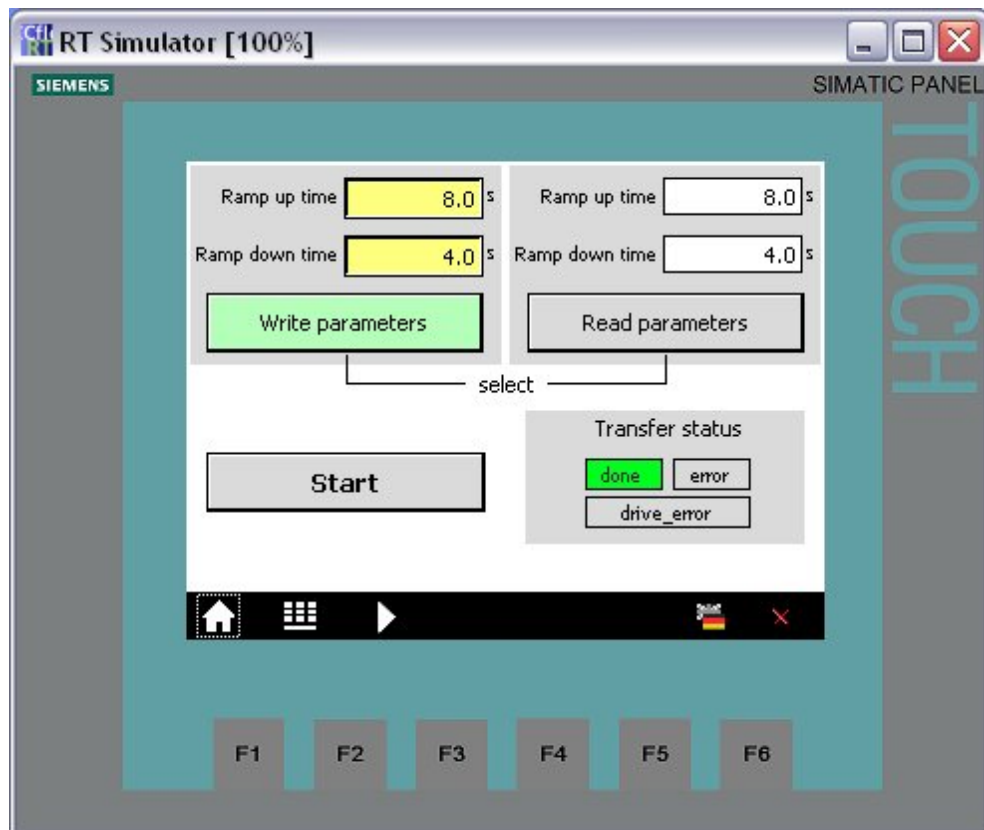 RT Simulator [100%]
SIEMENS
SIMATIC PANEL
TOUCH
Ramp up time 8.0 s
Ramp down time 4.0 s
Write parameters
Ramp up time 8.0 s
Ramp down time 4.0 s
Read parameters
select
Start
Transfer status
done error
drive_error
F1 F2 F3 F4 F5 F6